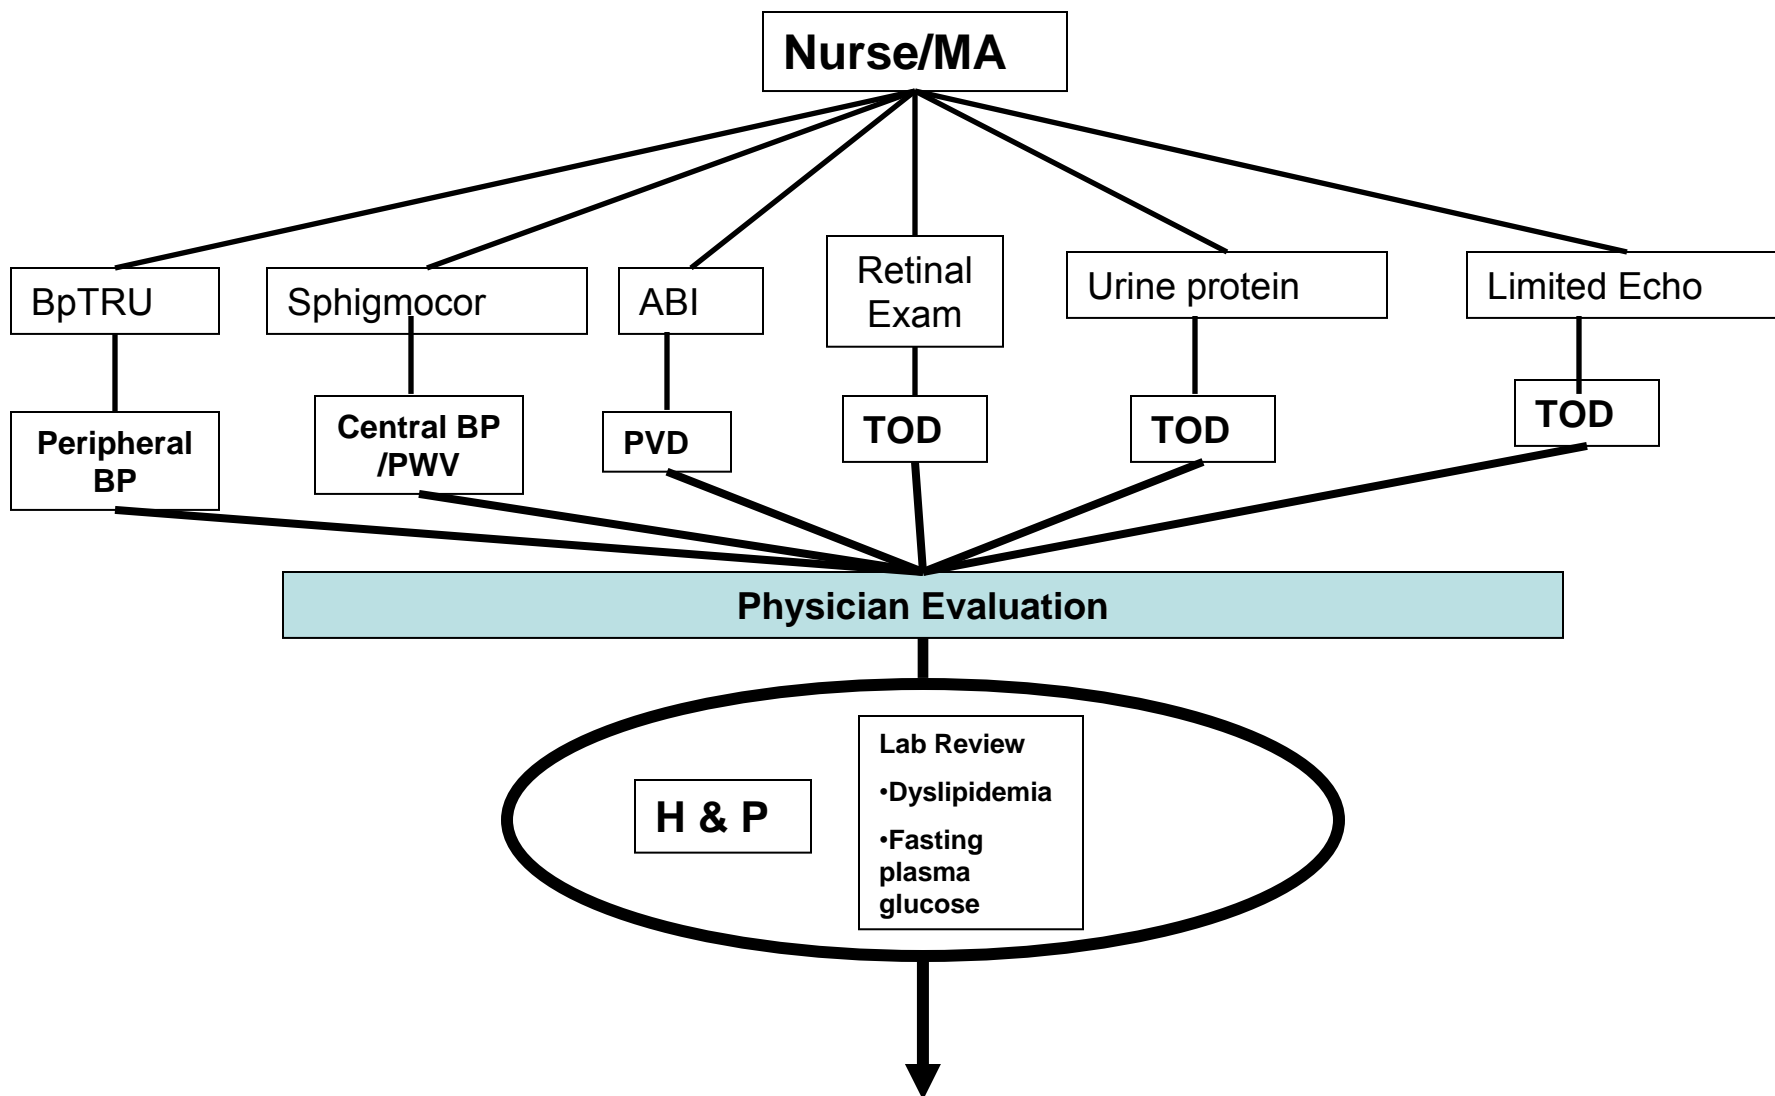 Nurse/MA
BpTRU
Sphigmocor
ABI
Retinal
Exam
Urine protein
Limited Echo
Peripheral
BP
Central BP
/PWV
PVD
TOD
TOD
TOD
Physician Evaluation
H & P
Lab Review
•Dyslipidemia
•Fasting
plasma
glucose